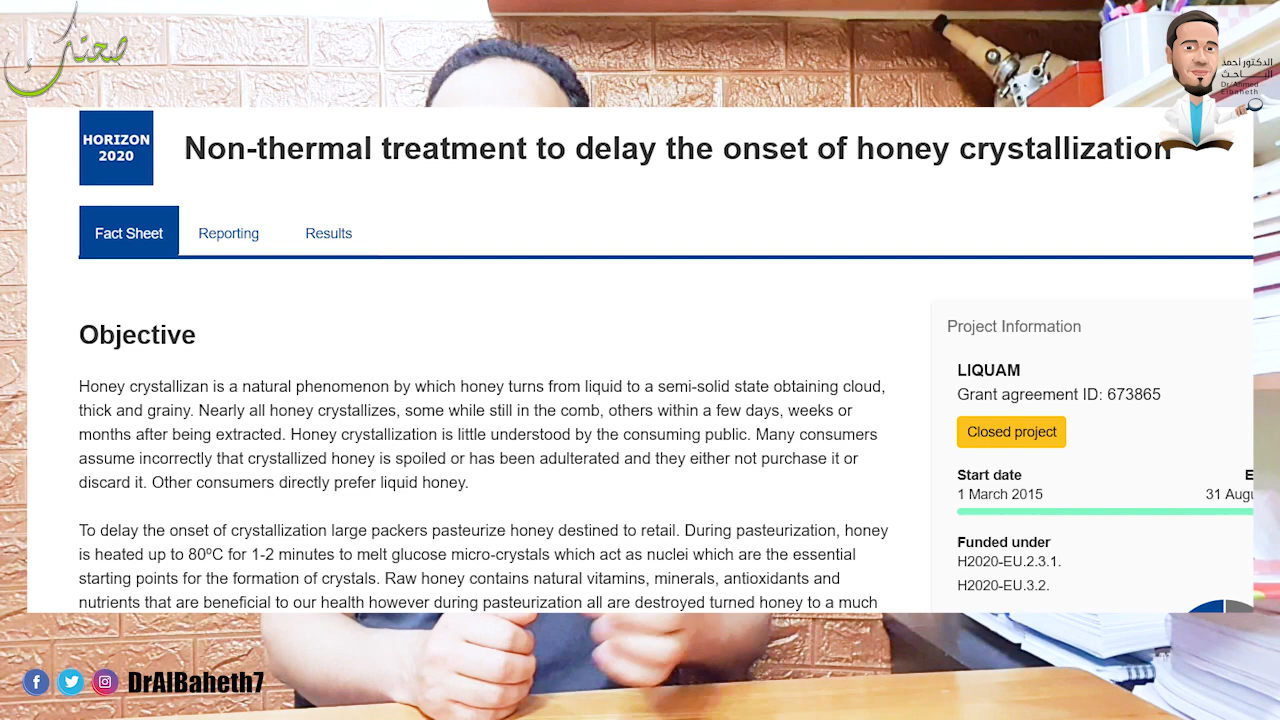 صحتك
الدكتور أحمد
البـــاحـــث
Dr.Ahmed
Elbaheth
HORIZON
2020
Non-thermal treatment to delay the onset of honey crystallization
Fact Sheet
Reporting
Results
Objective
Honey crystallizan is a natural phenomenon by which honey turns from liquid to a semi-solid state obtaining cloud,
thick and grainy. Nearly all honey crystallizes, some while still in the comb, others within a few days, weeks or
months after being extracted. Honey crystallization is little understood by the consuming public. Many consumers
assume incorrectly that crystallized honey is spoiled or has been adulterated and they either not purchase it or
discard it. Other consumers directly prefer liquid honey.
To delay the onset of crystallization large packers pasteurize honey destined to retail. During pasteurization, honey
is heated up to 80ºC for 1-2 minutes to melt glucose micro-crystals which act as nuclei which are the essential
starting points for the formation of crystals. Raw honey contains natural vitamins, minerals, antioxidants and
nutrients that are beneficial to our health however during pasteurization all are destroyed turned honey to a much
Project Information
LIQUAM
Grant agreement ID: 673865
Closed project
Start date
1 March 2015
31 Augu
Funded under
H2020-EU.2.3.1.
H2020-EU.3.2.
DrAlBaheth7